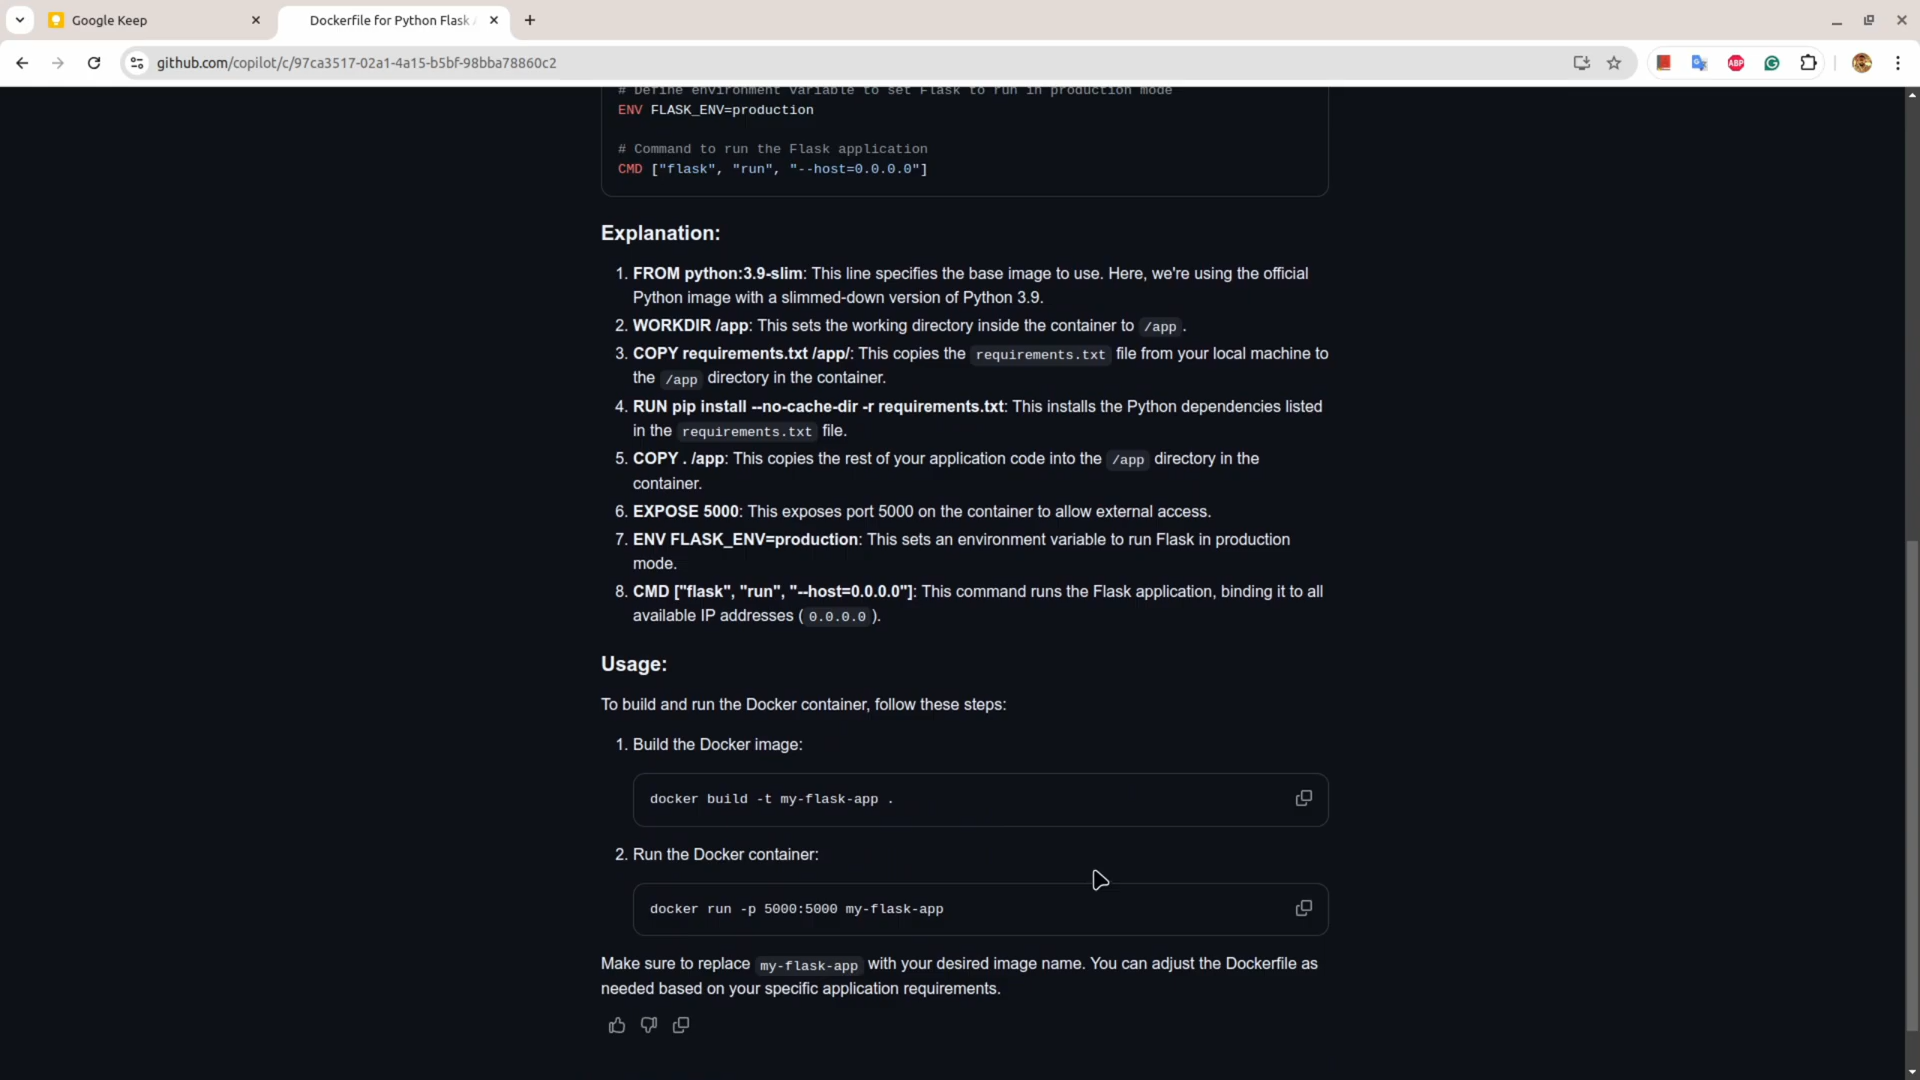 Google Keep
Dockerfile for Python Flask
github.com/copilot/c/97ca3517-02a1-4a15-b5bf-98bba78860c2
ABP
# Define environment variable to set Flask to run in production mode
ENV FLASK_ENV=production
# Command to run the Flask application
CMD ["flask", "run", "--host=0.0.0.0"]
Explanation:
1. FROM python:3.9-slim: This line specifies the base image to use. Here, we're using the official
Python image with a slimmed-down version of Python 3.9.
2. WORKDIR /app: This sets the working directory inside the container to /app.
3. COPY requirements.txt /app/: This copies the requirements.txt file from your local machine to
the /app directory in the container.
4. RUN pip install --no-cache-dir -r requirements.txt: This installs the Python dependencies listed
in the requirements.txt file.
5. COPY . /app: This copies the rest of your application code into the /app directory in the
container.
6. EXPOSE 5000: This exposes port 5000 on the container to allow external access.
7. ENV FLASK_ENV=production: This sets an environment variable to run Flask in production
mode.
8. CMD ["flask", "run", "--host=0.0.0.0"]: This command runs the Flask application, binding it to all
available IP addresses ( 0.0.0.0 ).
Usage:
To build and run the Docker container, follow these steps:
1. Build the Docker image:
docker build -t my-flask-app .
2. Run the Docker container:
docker run -p 5000:5000 my-flask-app
Make sure to replace my-flask-app with your desired image name. You can adjust the Dockerfile as
needed based on your specific application requirements.